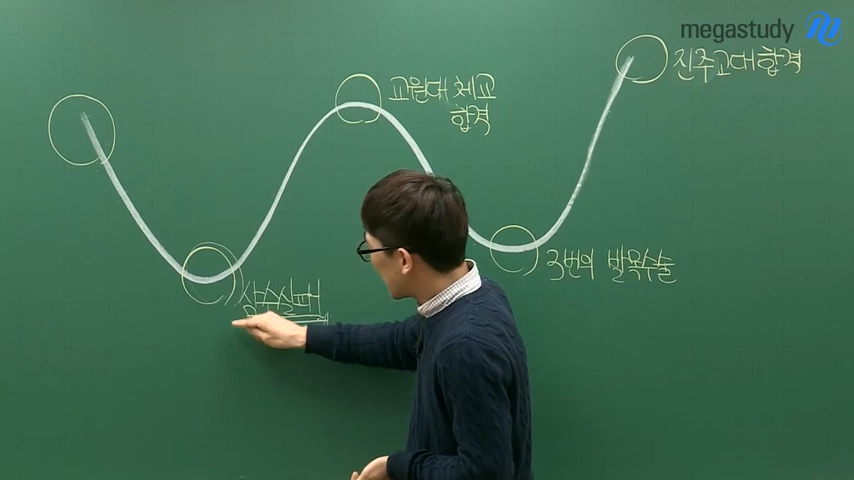 megastudy
교원대 체교
합격
진주교대합격
삼수실패
3번의 발목수술